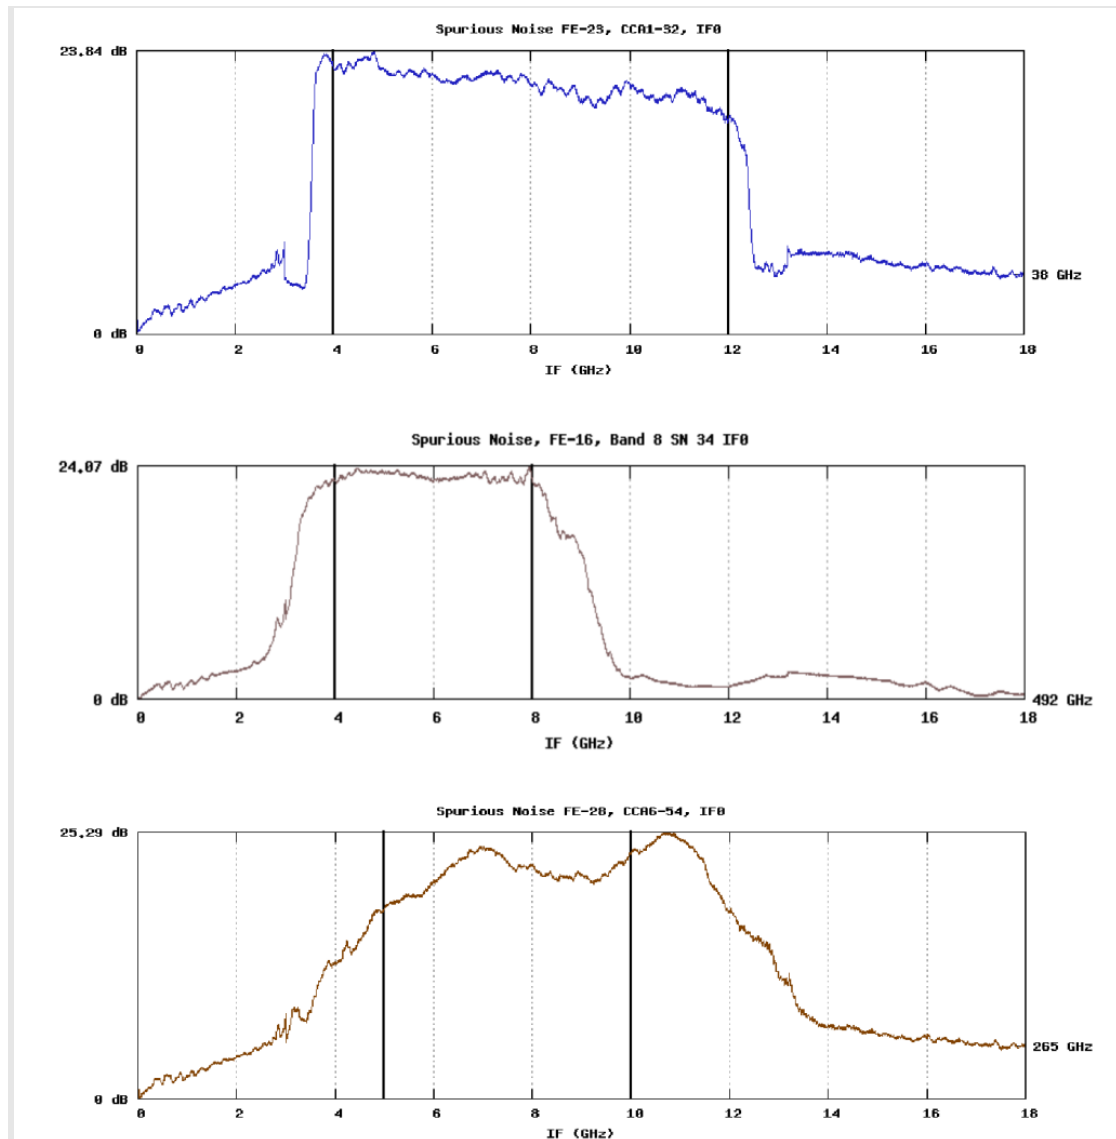 Spurious Noise FE-23, CCA1-32, IF0
23.84 dB
38 GHz
0 dB
0 2 4 6 8 10 12 14 16 18
IF (GHz)
Spurious Noise, FE-16, Band 8 SN 34 IF0
24.07 dB
0 dB
492 GHz
0 2 4 6 8 10 12 14 16 18
IF (GHz)
Spurious Noise FE-28, CCA6-54, IF0
25.29 dB
265 GHz
0 dB
0 2 4 6 8 10 12 14 16 18
IF (GHz)